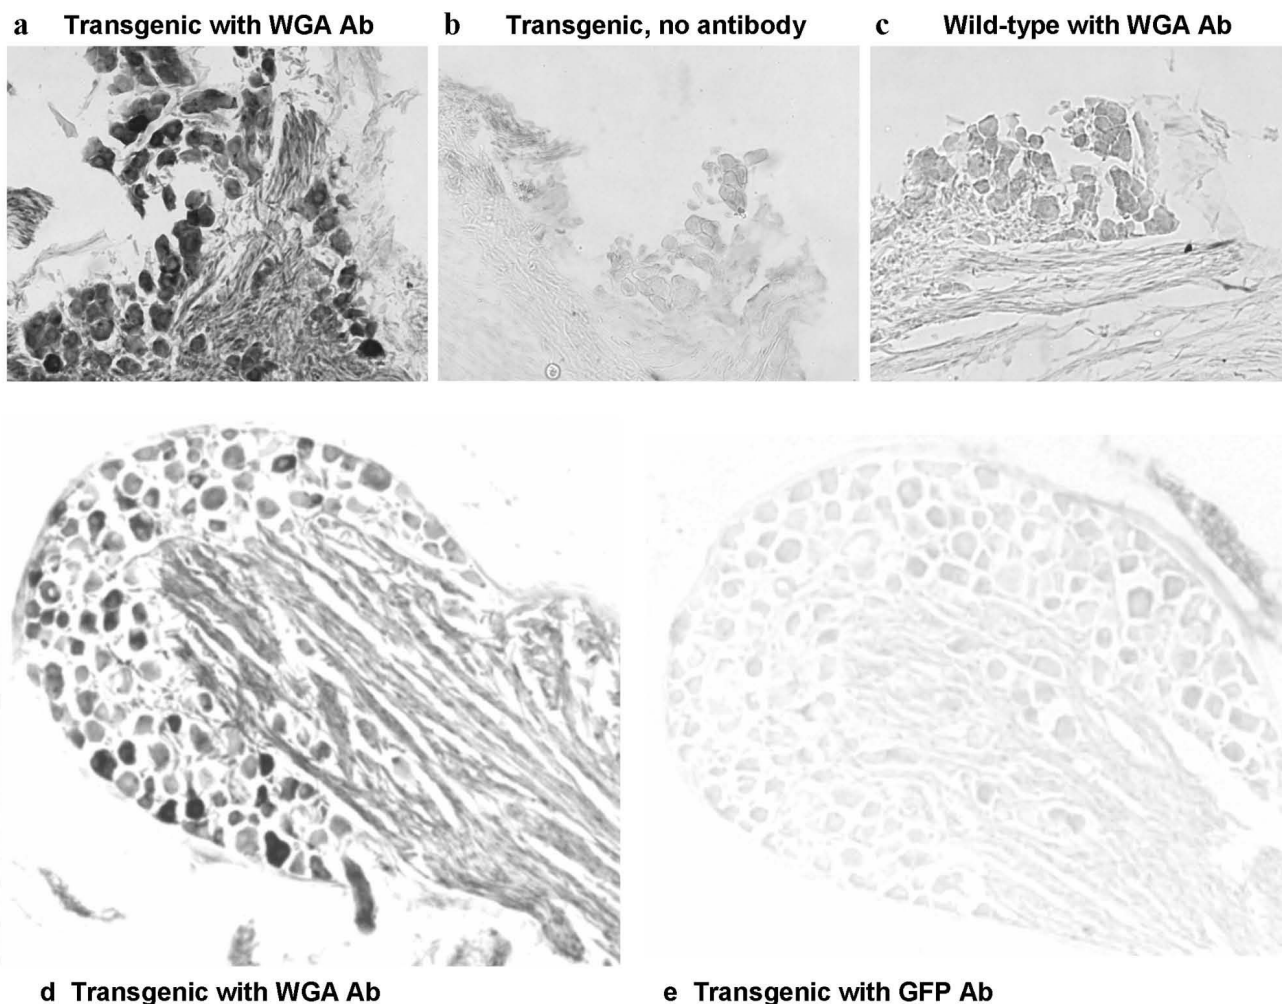 a Transgenic with WGA Ab
b Transgenic, no antibody
c Wild-type with WGA Ab
d Transgenic with WGA Ab
e Transgenic with GFP Ab